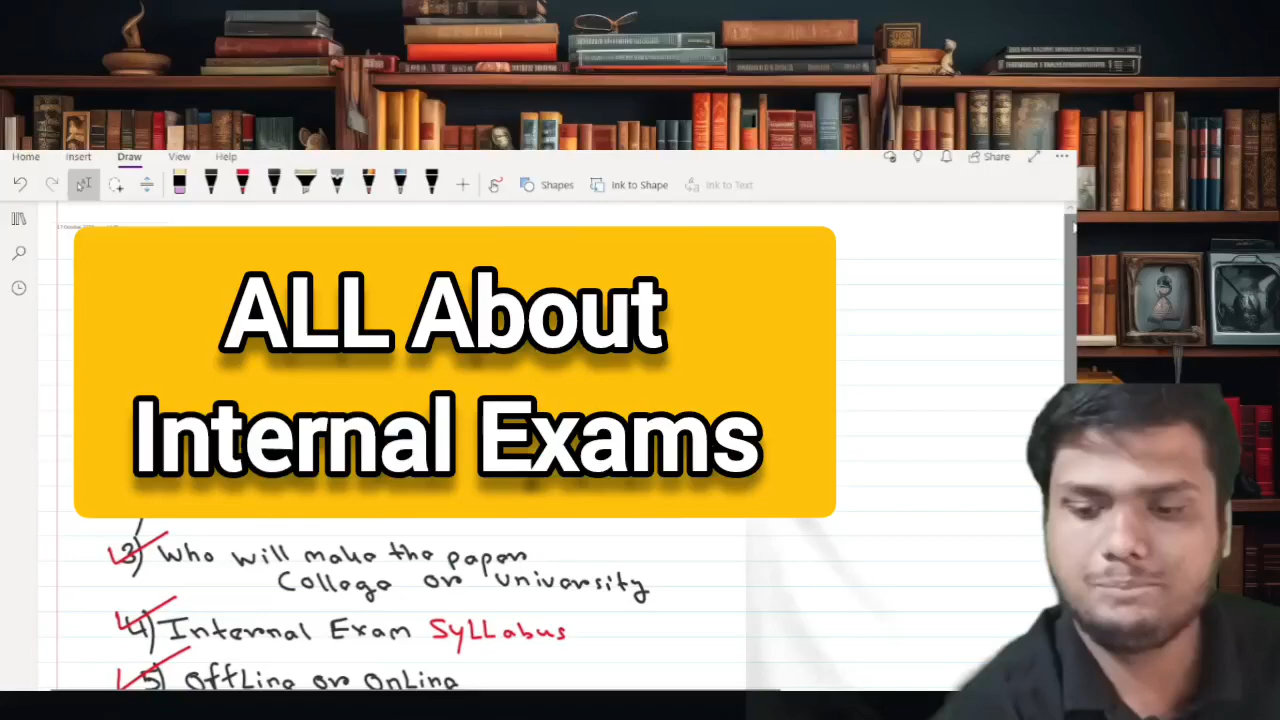 Home Insert Draw View Help Share
Shapes Ink to Shape Ink to Text
ALL About
Internal Exams
3) Who will make the paper
College or University
4) Internal Exam Syllabus
5) Offline or Online